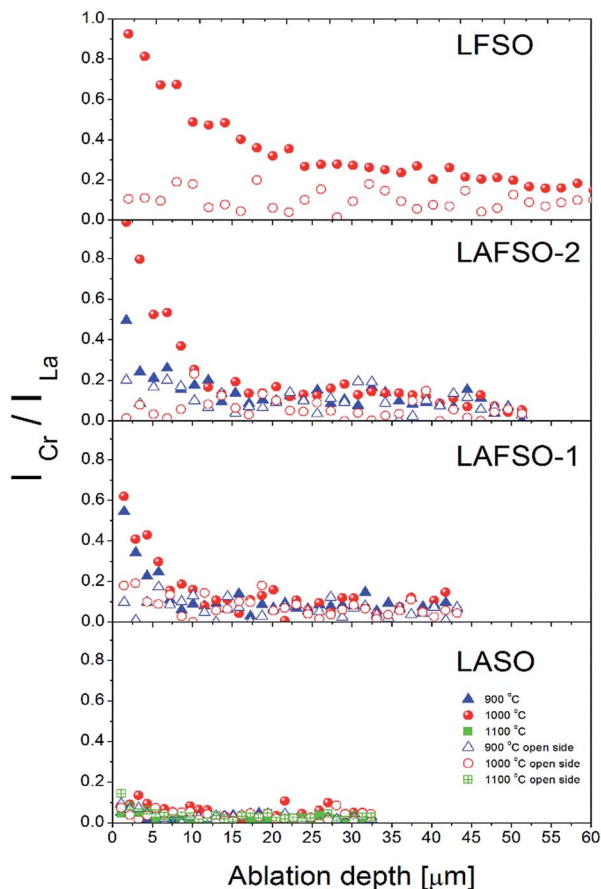 LFSO
1.0
0.8
0.6
0.4
0.2
0.0
LAFSO-2
0.8
0.6
0.4
0.2
0.0
LAFSO-1
0.8
0.6
0.4
0.2
0.0
LASO
0.8
0.6
0.4
0.2
0.0
I Cr / I La
900 °C
1000 °C
1100 °C
900 °C open side
1000 °C open side
1100 °C open side
0 5 10 15 20 25 30 35 40 45 50 55 60
Ablation depth [μm]